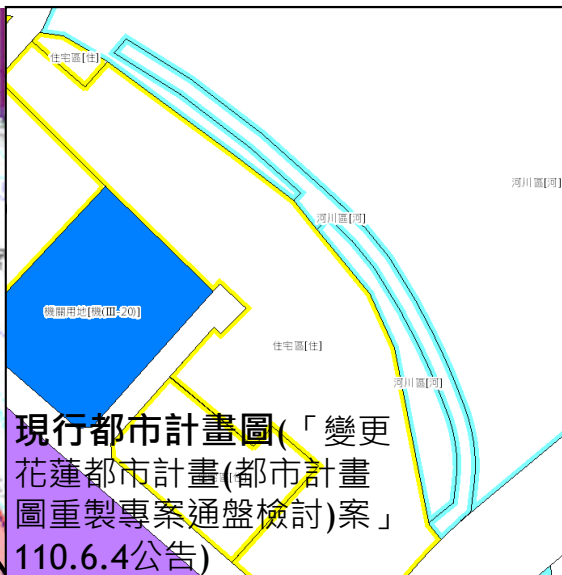 住宅區[住]
河川區[河]
河川區[河]
機關用地[機(Ⅲ-20)]
住宅區[住]
河川區[河]
現行都市計畫圖(「變更
花蓮都市計畫(都市計畫
圖重製專案通盤檢討)案」
110.6.4公告)